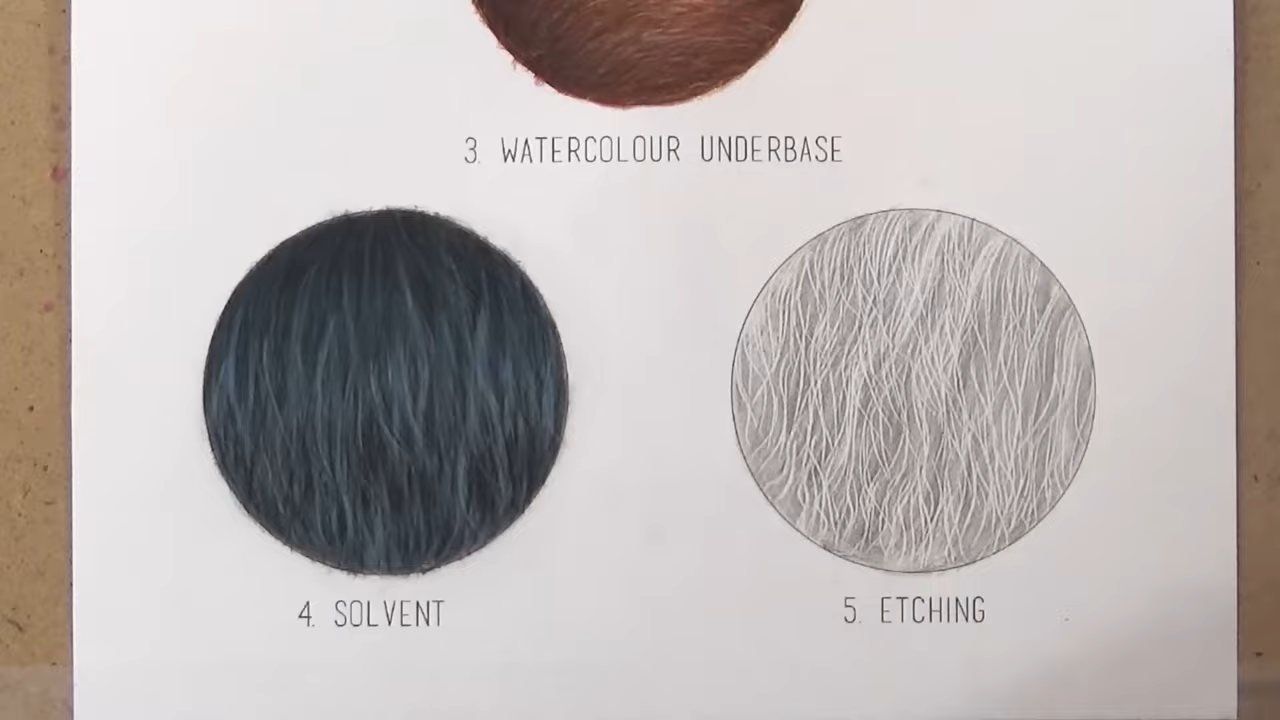 3. WATERCOLOUR UNDERBASE
4. SOLVENT
5. ETCHING